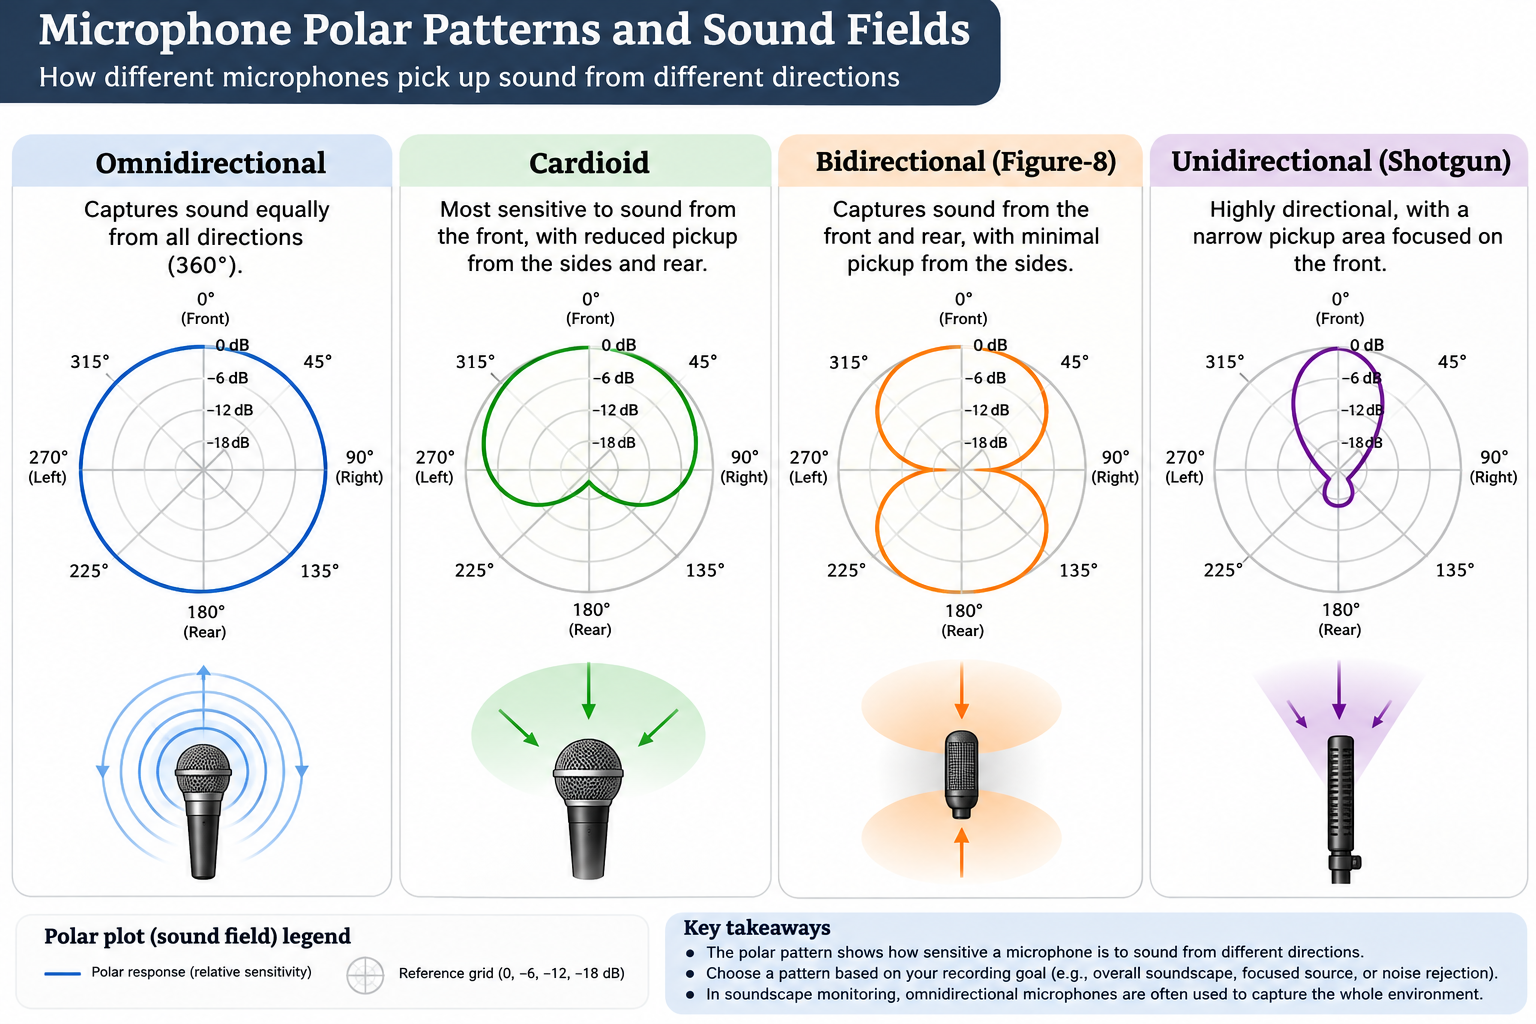 Microphone Polar Patterns and Sound Fields
How different microphones pick up sound from different directions
Omnidirectional
Captures sound equally
from all directions
(360°).
0°
(Front)
0 dB
315°
45°
−6 dB
−12 dB
−18 dB
270°
(Left)
90°
(Right)
225°
135°
180°
(Rear)
Cardioid
Most sensitive to sound from
the front, with reduced pickup
from the sides and rear.
0°
(Front)
0 dB
315°
45°
−6 dB
−12 dB
−18 dB
270°
(Left)
90°
(Right)
225°
135°
180°
(Rear)
Bidirectional (Figure-8)
Captures sound from the
front and rear, with minimal
pickup from the sides.
0°
(Front)
0 dB
315°
45°
−6 dB
−12 dB
−18 dB
270°
(Left)
90°
(Right)
225°
135°
180°
(Rear)
Unidirectional (Shotgun)
Highly directional, with a
narrow pickup area focused on
the front.
0°
(Front)
0 dB
315°
45°
−6 dB
−12 dB
−18 dB
270°
(Left)
90°
(Right)
225°
135°
180°
(Rear)
Polar plot (sound field) legend
Polar response (relative sensitivity)
Reference grid (0, −6, −12, −18 dB)
Key takeaways
● The polar pattern shows how sensitive a microphone is to sound from different directions.
● Choose a pattern based on your recording goal (e.g., overall soundscape, focused source, or noise rejection).
● In soundscape monitoring, omnidirectional microphones are often used to capture the whole environment.